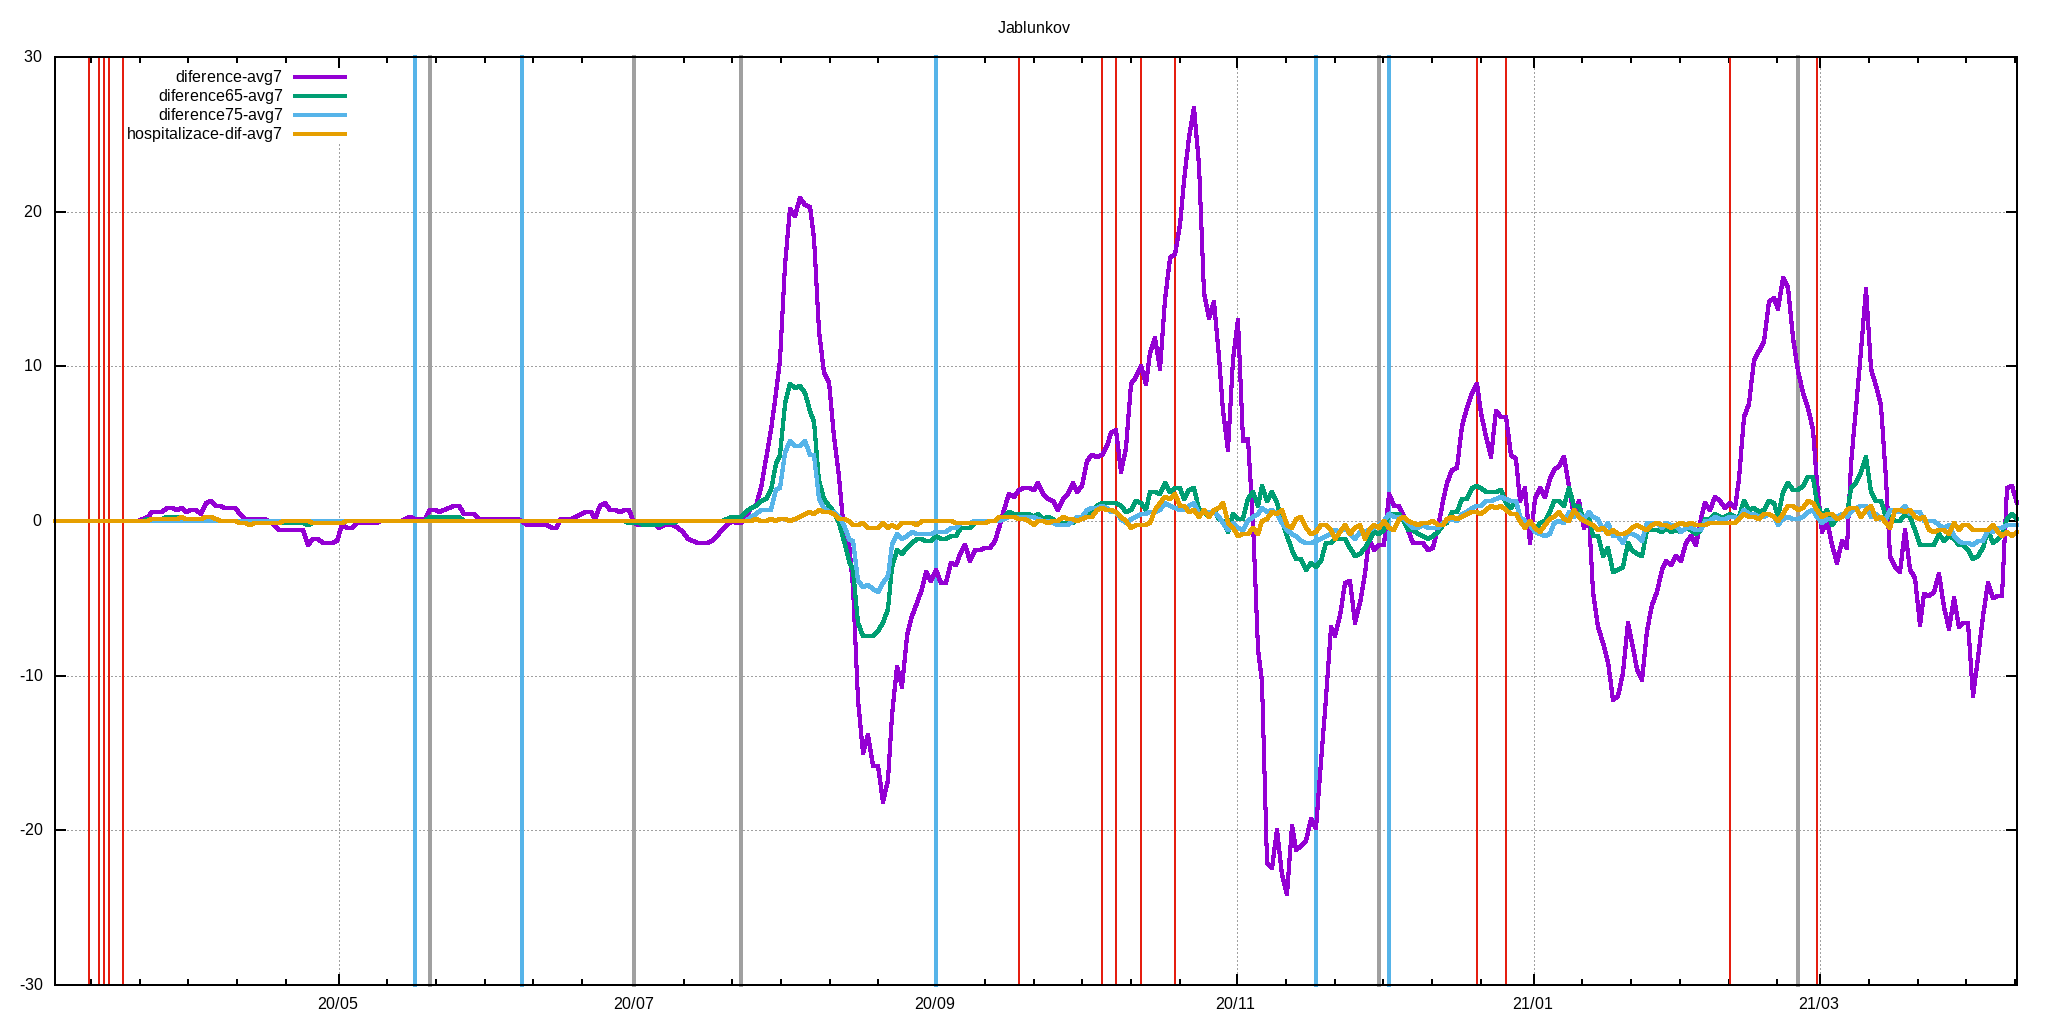 Jablunkov
30
diference-avg7
diference65-avg7
diference75-avg7
hospitalizace-dif-avg7
20
10
0
-10
-20
-30
20/05 20/07 20/09 20/11 21/01 21/03